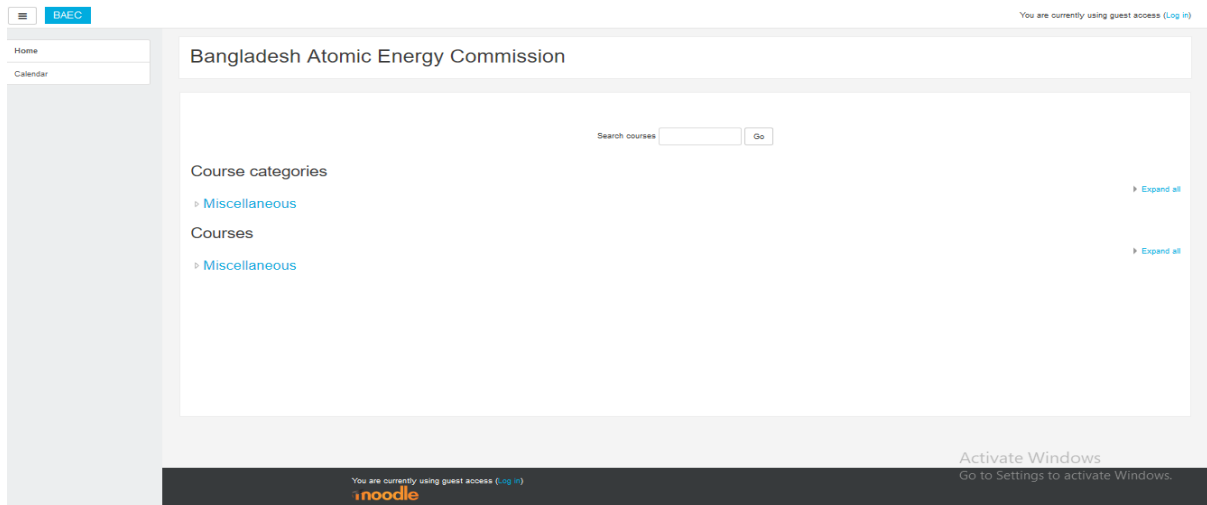 BAEC
You are currently using guest access (Log in)
Home
Calendar
Bangladesh Atomic Energy Commission
Search courses Go
Course categories
Expand all
Miscellaneous
Courses
Expand all
Miscellaneous
Activate Windows
Go to Settings to activate Windows.
You are currently using guest access (Log in)
moodle